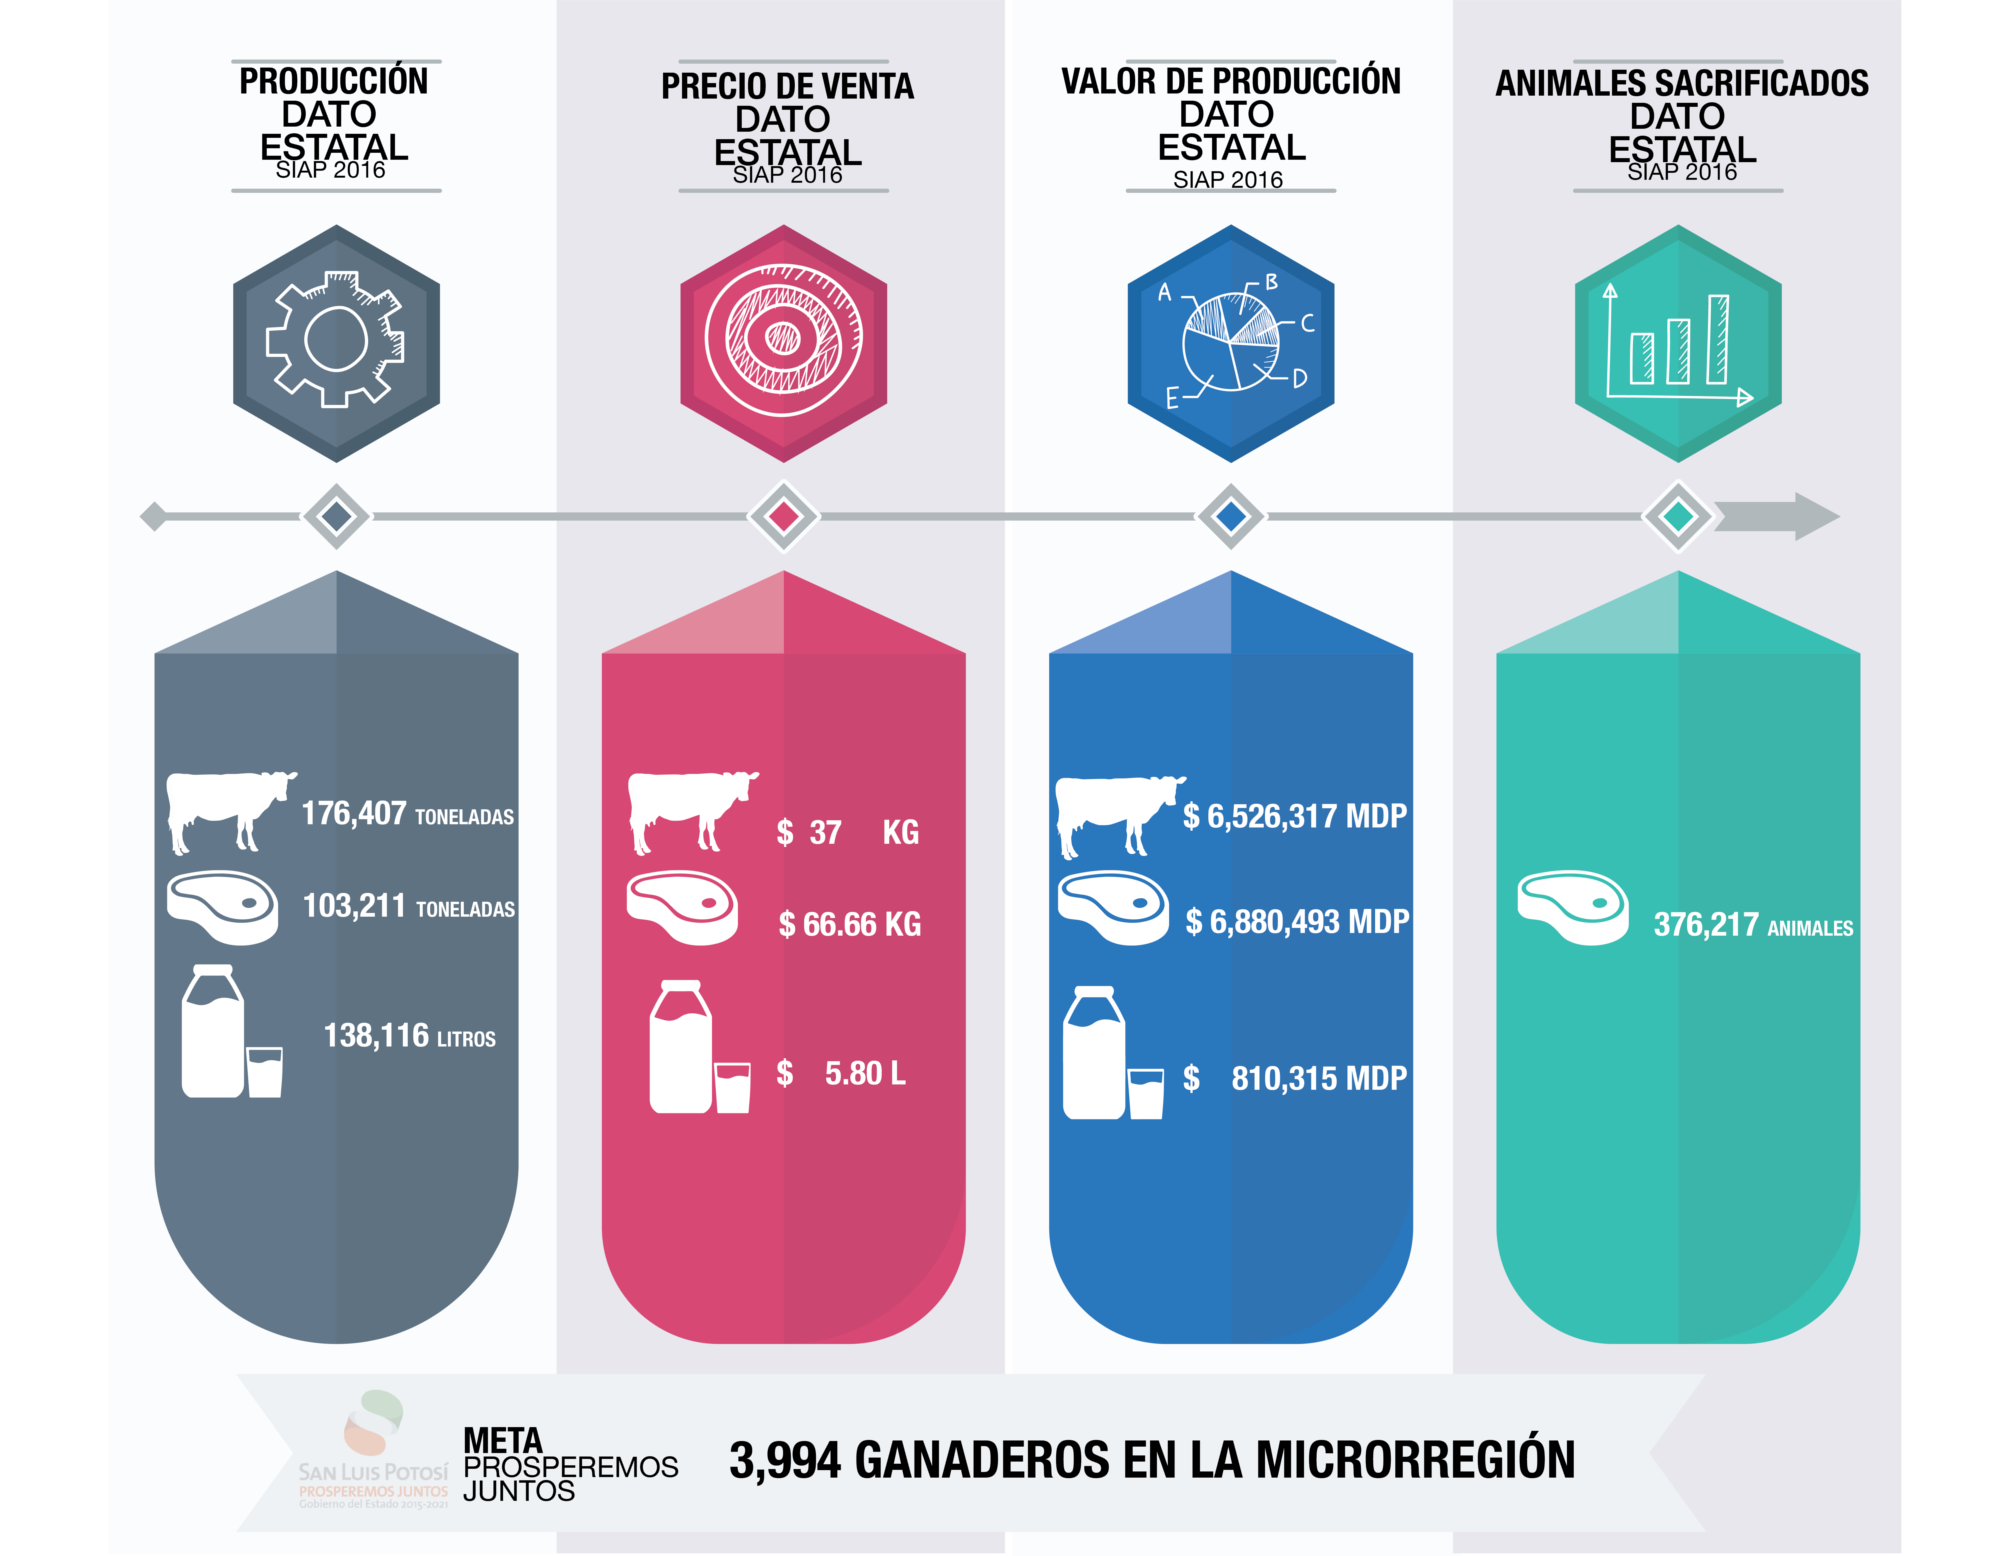 PRODUCCIÓN
DATO
ESTATAL
SIAP 2016
176,407 TONELADAS
103,211 TONELADAS
138,116 LITROS
PRECIO DE VENTA
DATO
ESTATAL
SIAP 2016
$ 37 KG
$ 66.66 KG
$ 5.80 L
VALOR DE PRODUCCIÓN
DATO
ESTATAL
SIAP 2016
A
B
C
D
E
$ 6,526,317 MDP
$ 6,880,493 MDP
$ 810,315 MDP
ANIMALES SACRIFICADOS
DATO
ESTATAL
SIAP 2016
376,217 ANIMALES
SAN LUIS POTOSÍ
PROSPEREMOS JUNTOS
Gobierno del Estado 2015-2021
META
PROSPEREMOS
JUNTOS
3,994 GANADEROS EN LA MICRORREGIÓN